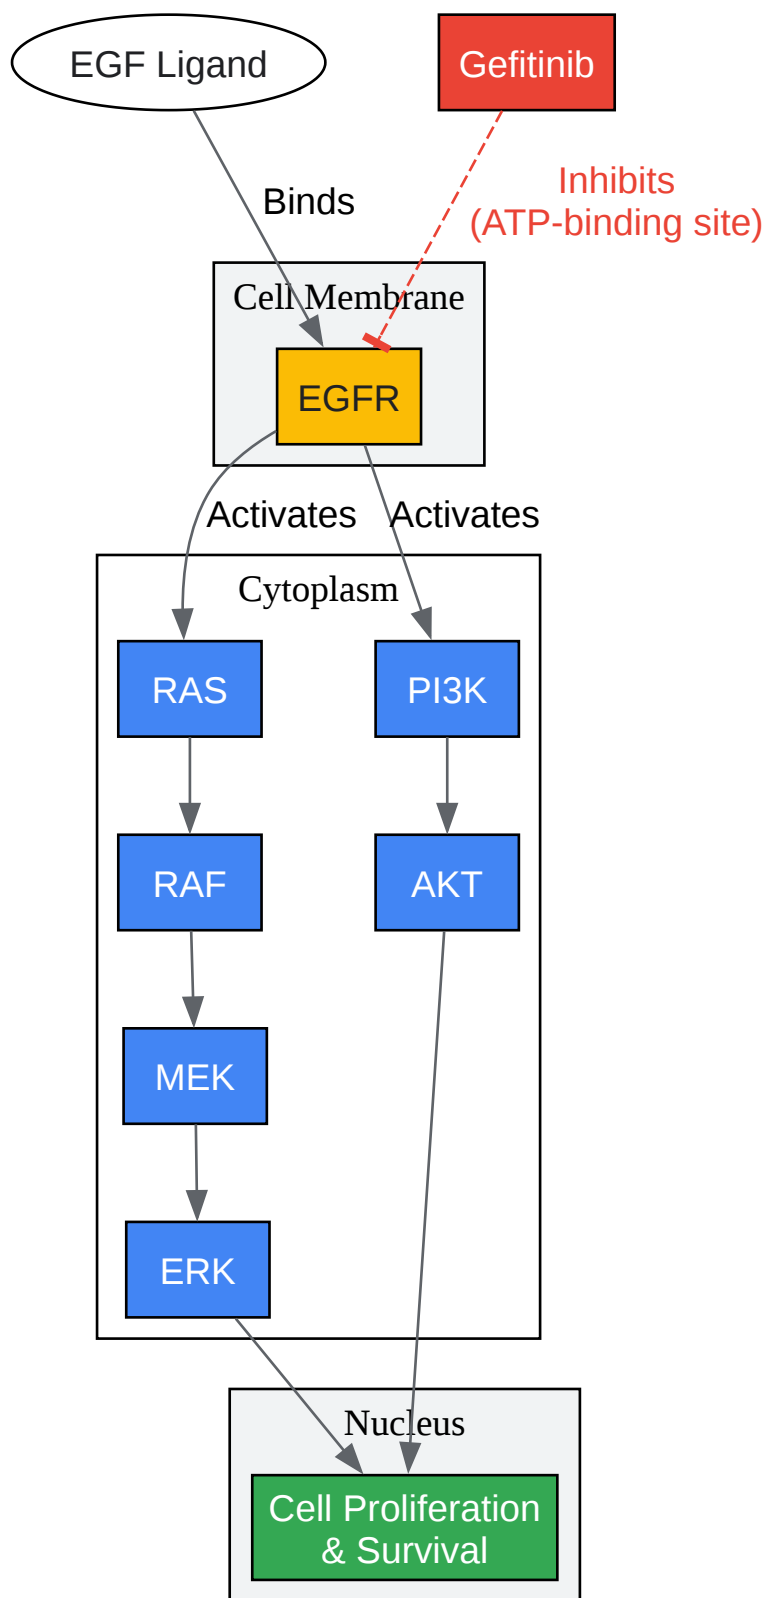 EGF Ligand
Gefitinib
Binds
Inhibits
(ATP-binding site)
Cell Membrane
EGFR
Activates
Activates
Cytoplasm
RAS
PI3K
RAF
AKT
MEK
ERK
Nucleus
Cell Proliferation
& Survival